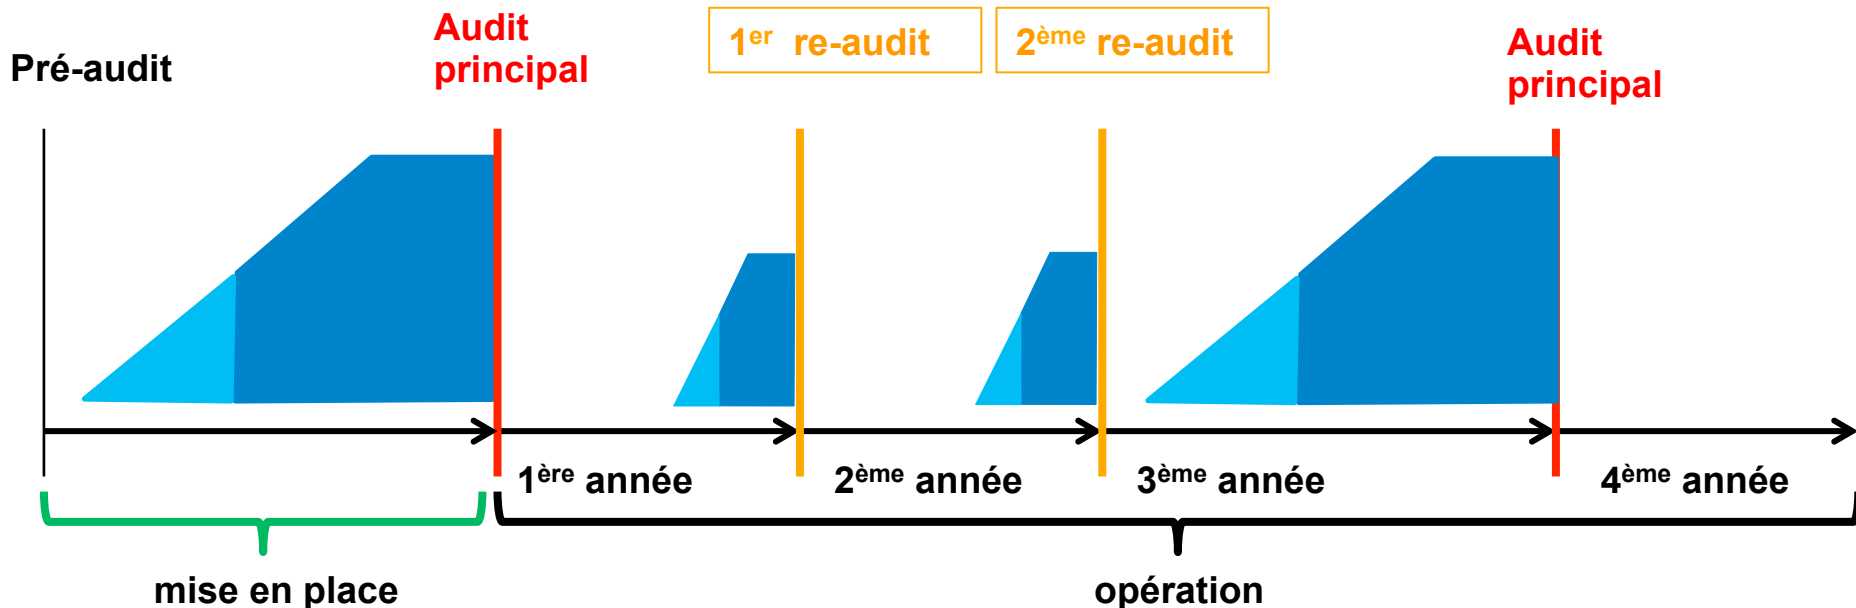 Pré-audit
Audit
principal
1er re-audit
2ème re-audit
Audit
principal
1ère année
2ème année
3ème année
4ème année
mise en place
opération